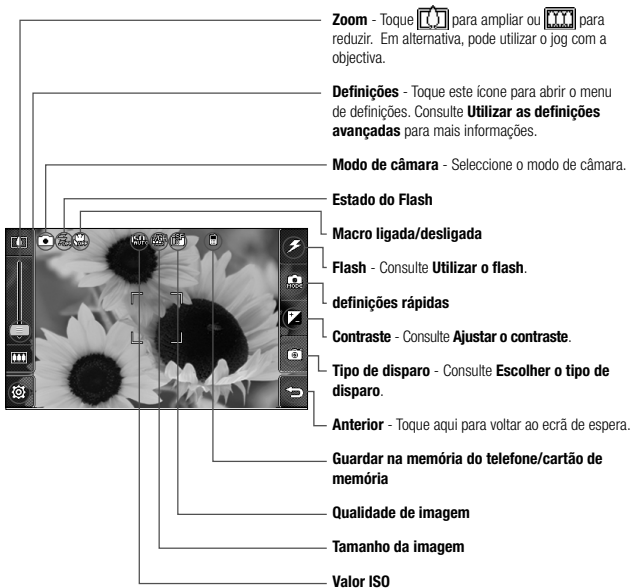 Zoom - Toque para ampliar ou para
reduzir. Em alternativa, pode utilizar o jog com a
objectiva.
Definições - Toque este ícone para abrir o menu
de definições. Consulte Utilizar as definições
avançadas para mais informações.
Modo de câmara - Seleccione o modo de câmara.
Estado do Flash
Macro ligada/desligada
Flash - Consulte Utilizar o flash.
definições rápidas
Contraste - Consulte Ajustar o contraste.
Tipo de disparo - Consulte Escolher o tipo de
disparo.
Anterior - Toque aqui para voltar ao ecrã de espera.
Guardar na memória do telefone/cartão de
memória
Qualidade de imagem
Tamanho da imagem
Valor ISO
ISO
AUTO
MODE